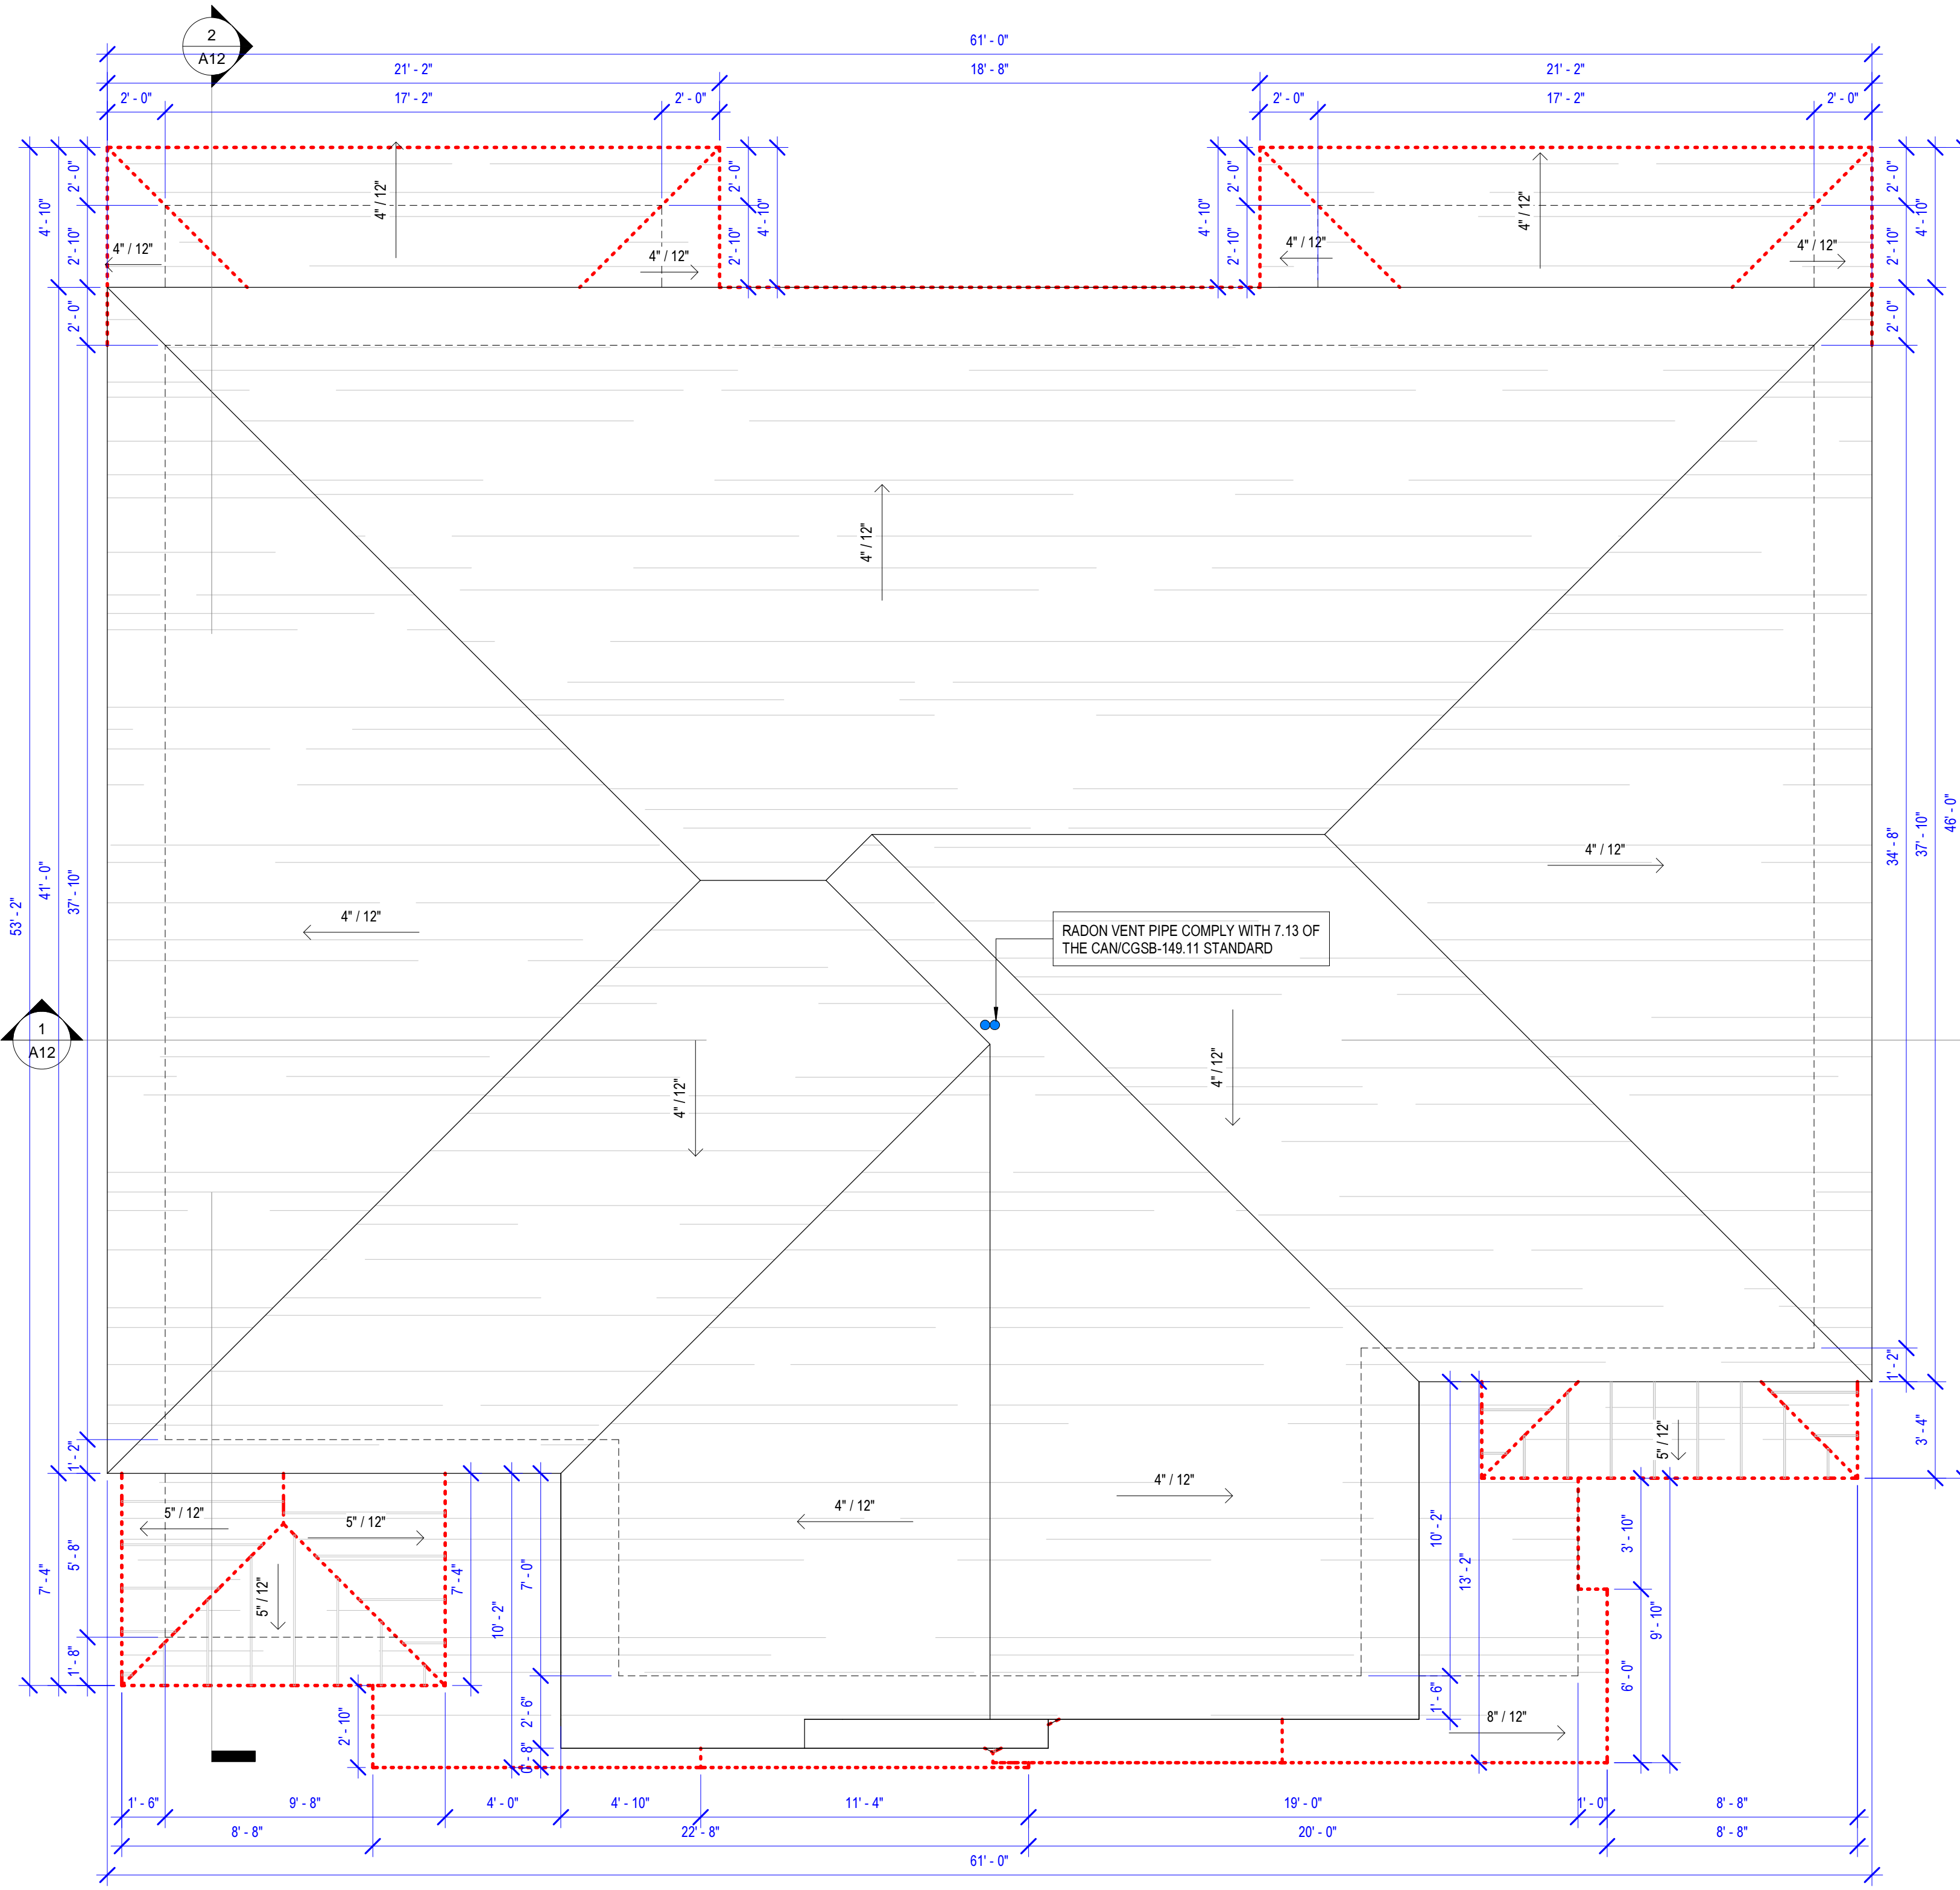 2
A12
61' - 0"
21' - 2"
18' - 8"
21' - 2"
2' - 0"
17' - 2"
2' - 0"
2' - 0"
17' - 2"
2' - 0"
2' - 0"
4' - 10"
2' - 10"
2' - 0"
4" / 12"
4" / 12"
4" / 12"
2' - 0"
4' - 10"
2' - 10"
4' - 10"
2' - 0"
2' - 10"
4" / 12"
4" / 12"
4" / 12"
2' - 0"
4' - 10"
2' - 10"
2' - 0"
4" / 12"
53' - 2"
41' - 0"
37' - 10"
4" / 12"
4" / 12"
34' - 8"
37' - 10"
46' - 0"
RADON VENT PIPE COMPLY WITH 7.13 OF
THE CAN/CGSB-149.11 STANDARD
1
A12
4" / 12"
4" / 12"
1' - 2"
3' - 4"
5" / 12"
1' - 2"
5' - 8"
7' - 4"
1' - 8"
5" / 12"
5" / 12"
5" / 12"
7' - 4"
10' - 2"
7' - 0"
4" / 12"
4" / 12"
10' - 2"
13' - 2"
3' - 10"
9' - 10"
6' - 0"
2' - 10"
2' - 6"
0' - 8"
1' - 6"
8" / 12"
1' - 6"
9' - 8"
4' - 0"
4' - 10"
11' - 4"
19' - 0"
1' - 0"
8' - 8"
8' - 8"
22' - 8"
20' - 0"
8' - 8"
61' - 0"